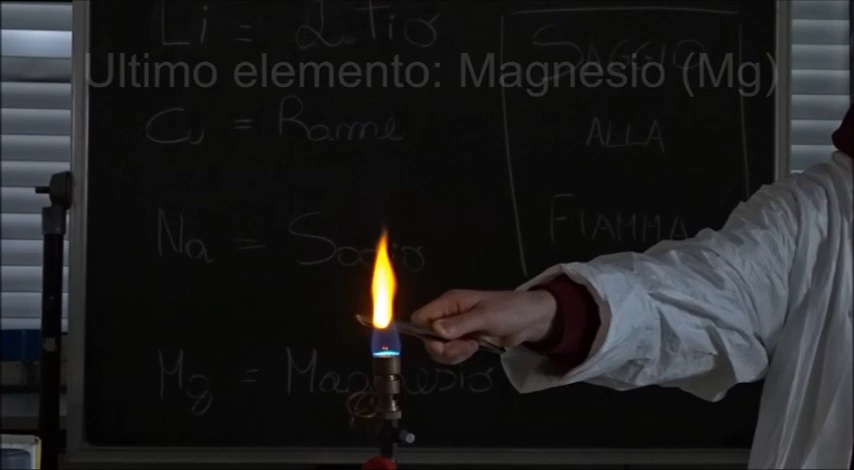 Li = Litio
Ultimo elemento: Magnesio (Mg)
SAGGIO
Cu = Rame
ALLA
Na = Sodio
FIAMMA
Mg = Magnesio